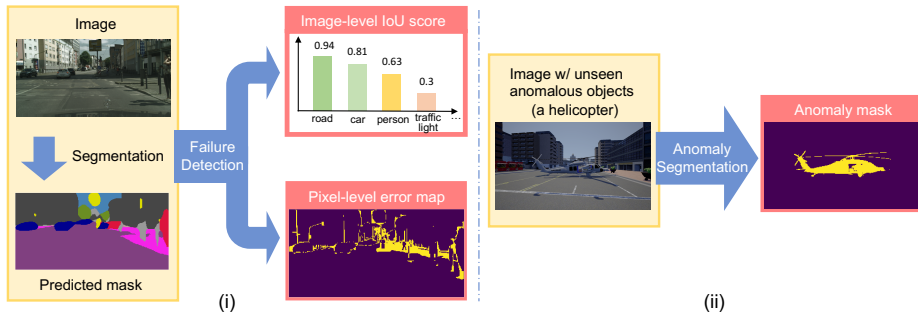 Image
Segmentation
Predicted mask
Failure
Detection
Image-level IoU score
0.94
0.81
0.63
0.3
road
car
person
traffic
light
...
Pixel-level error map
(i)
Image w/ unseen
anomalous objects
(a helicopter)
Anomaly
Segmentation
Anomaly mask
(ii)